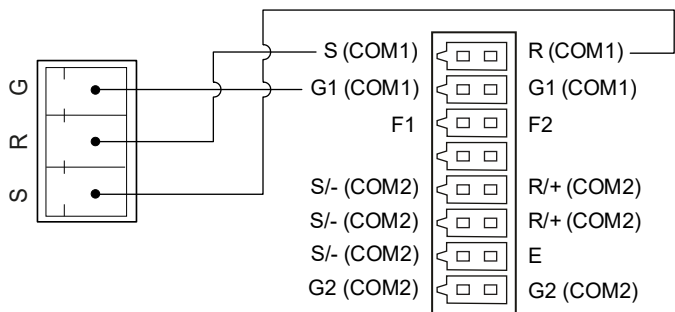 G
R
S
S (COM1) R (COM1)
G1 (COM1) G1 (COM1)
F1 F2
S/- (COM2) R/+ (COM2)
S/- (COM2) R/+ (COM2)
S/- (COM2) E
G2 (COM2) G2 (COM2)